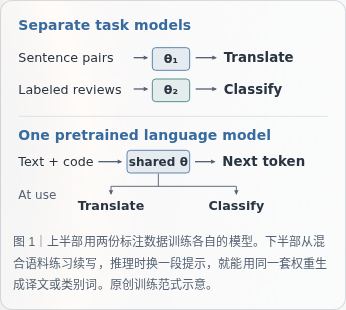 Separate task models
Sentence pairs → θ₁ → Translate
Labeled reviews → θ₂ → Classify
One pretrained language model
Text + code → shared θ → Next token
At use
Translate Classify
图 1｜上半部用两份标注数据训练各自的模型。下半部从混
合语料练习续写，推理时换一段提示，就能用同一套权重生
成译文或类别词。原创训练范式示意。